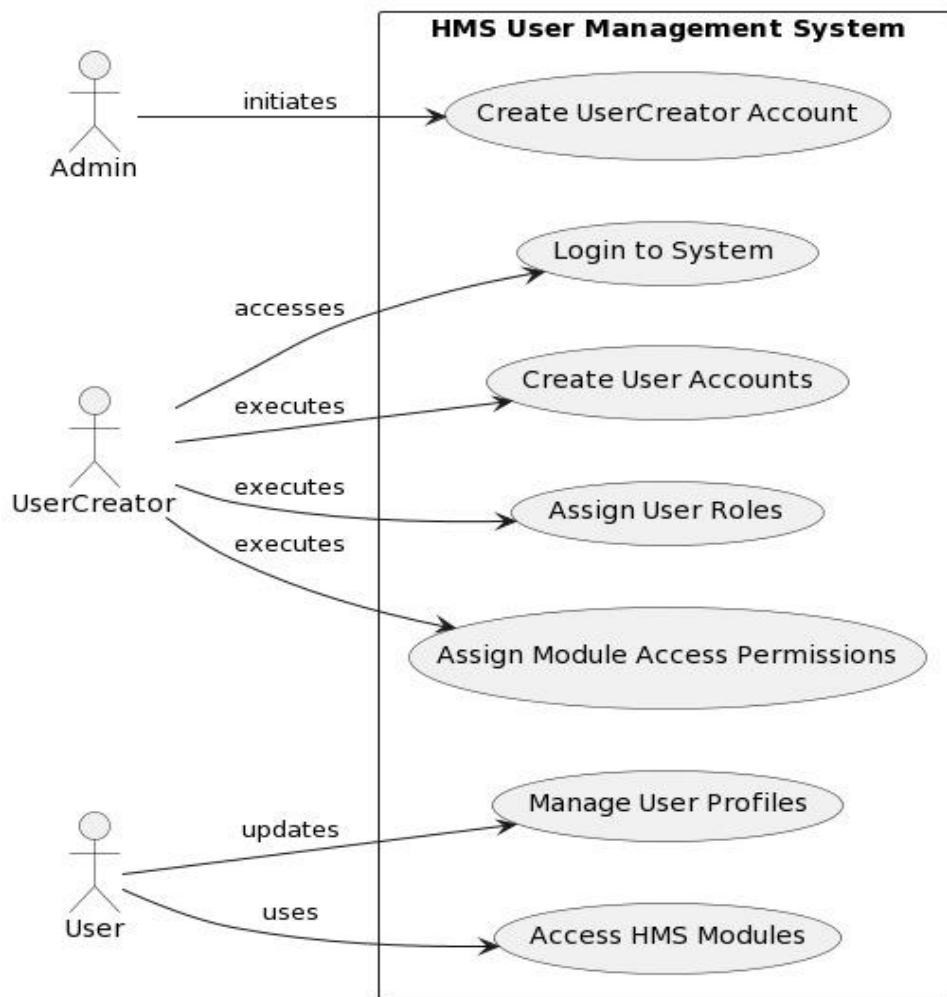 HMS User Management System
initiates
Create UserCreator Account
Admin
Login to System
accesses
Create User Accounts
executes
UserCreator
executes
Assign User Roles
executes
Assign Module Access Permissions
Manage User Profiles
updates
User
uses
Access HMS Modules